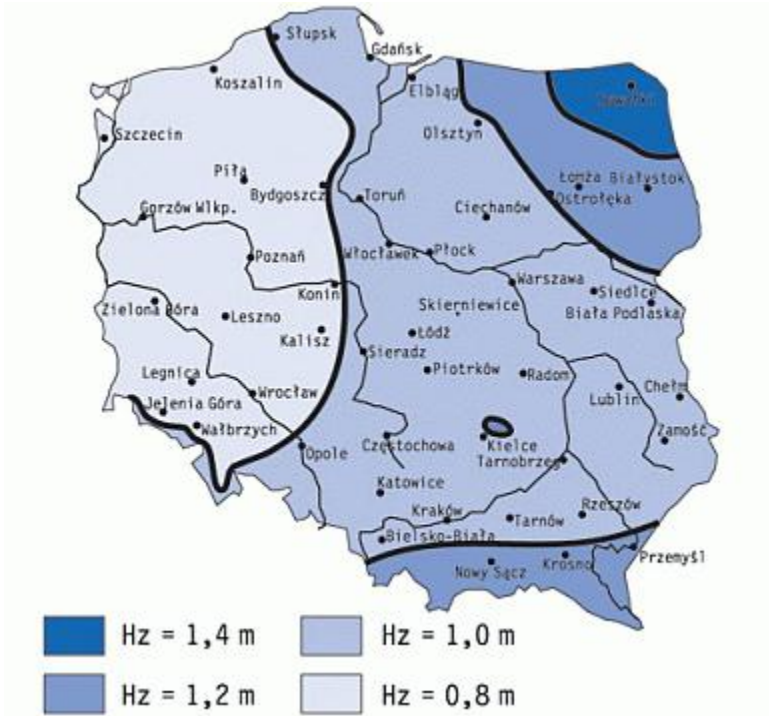 Słupsk
Gdańsk
Koszalin
Elbląg
Suwałki
Szczecin
Olsztyn
Piła
Bydgoszcz
Łomża Białystok
Ostrołęka
Toruń
Gorzów Wlkp.
Ciechanów
Włocławek
Płock
Poznań
Warszawa
Konin
Siedlce
Zielona Góra
Skierniewice
Biała Podlaska
Leszno
Kalisz
Łódź
Sieradz
Piotrków
Radom
Legnica
Wrocław
Lublin
Chełm
Jelenia Góra
Wałbrzych
Zamość
Opole
Częstochowa
Kielce
Tarnobrzeg
Katowice
Kraków
Rzeszów
Tarnów
Bielsko-Biała
Przemyśl
Nowy Sącz
Krosno
Hz = 1,4 m
Hz = 1,0 m
Hz = 1,2 m
Hz = 0,8 m